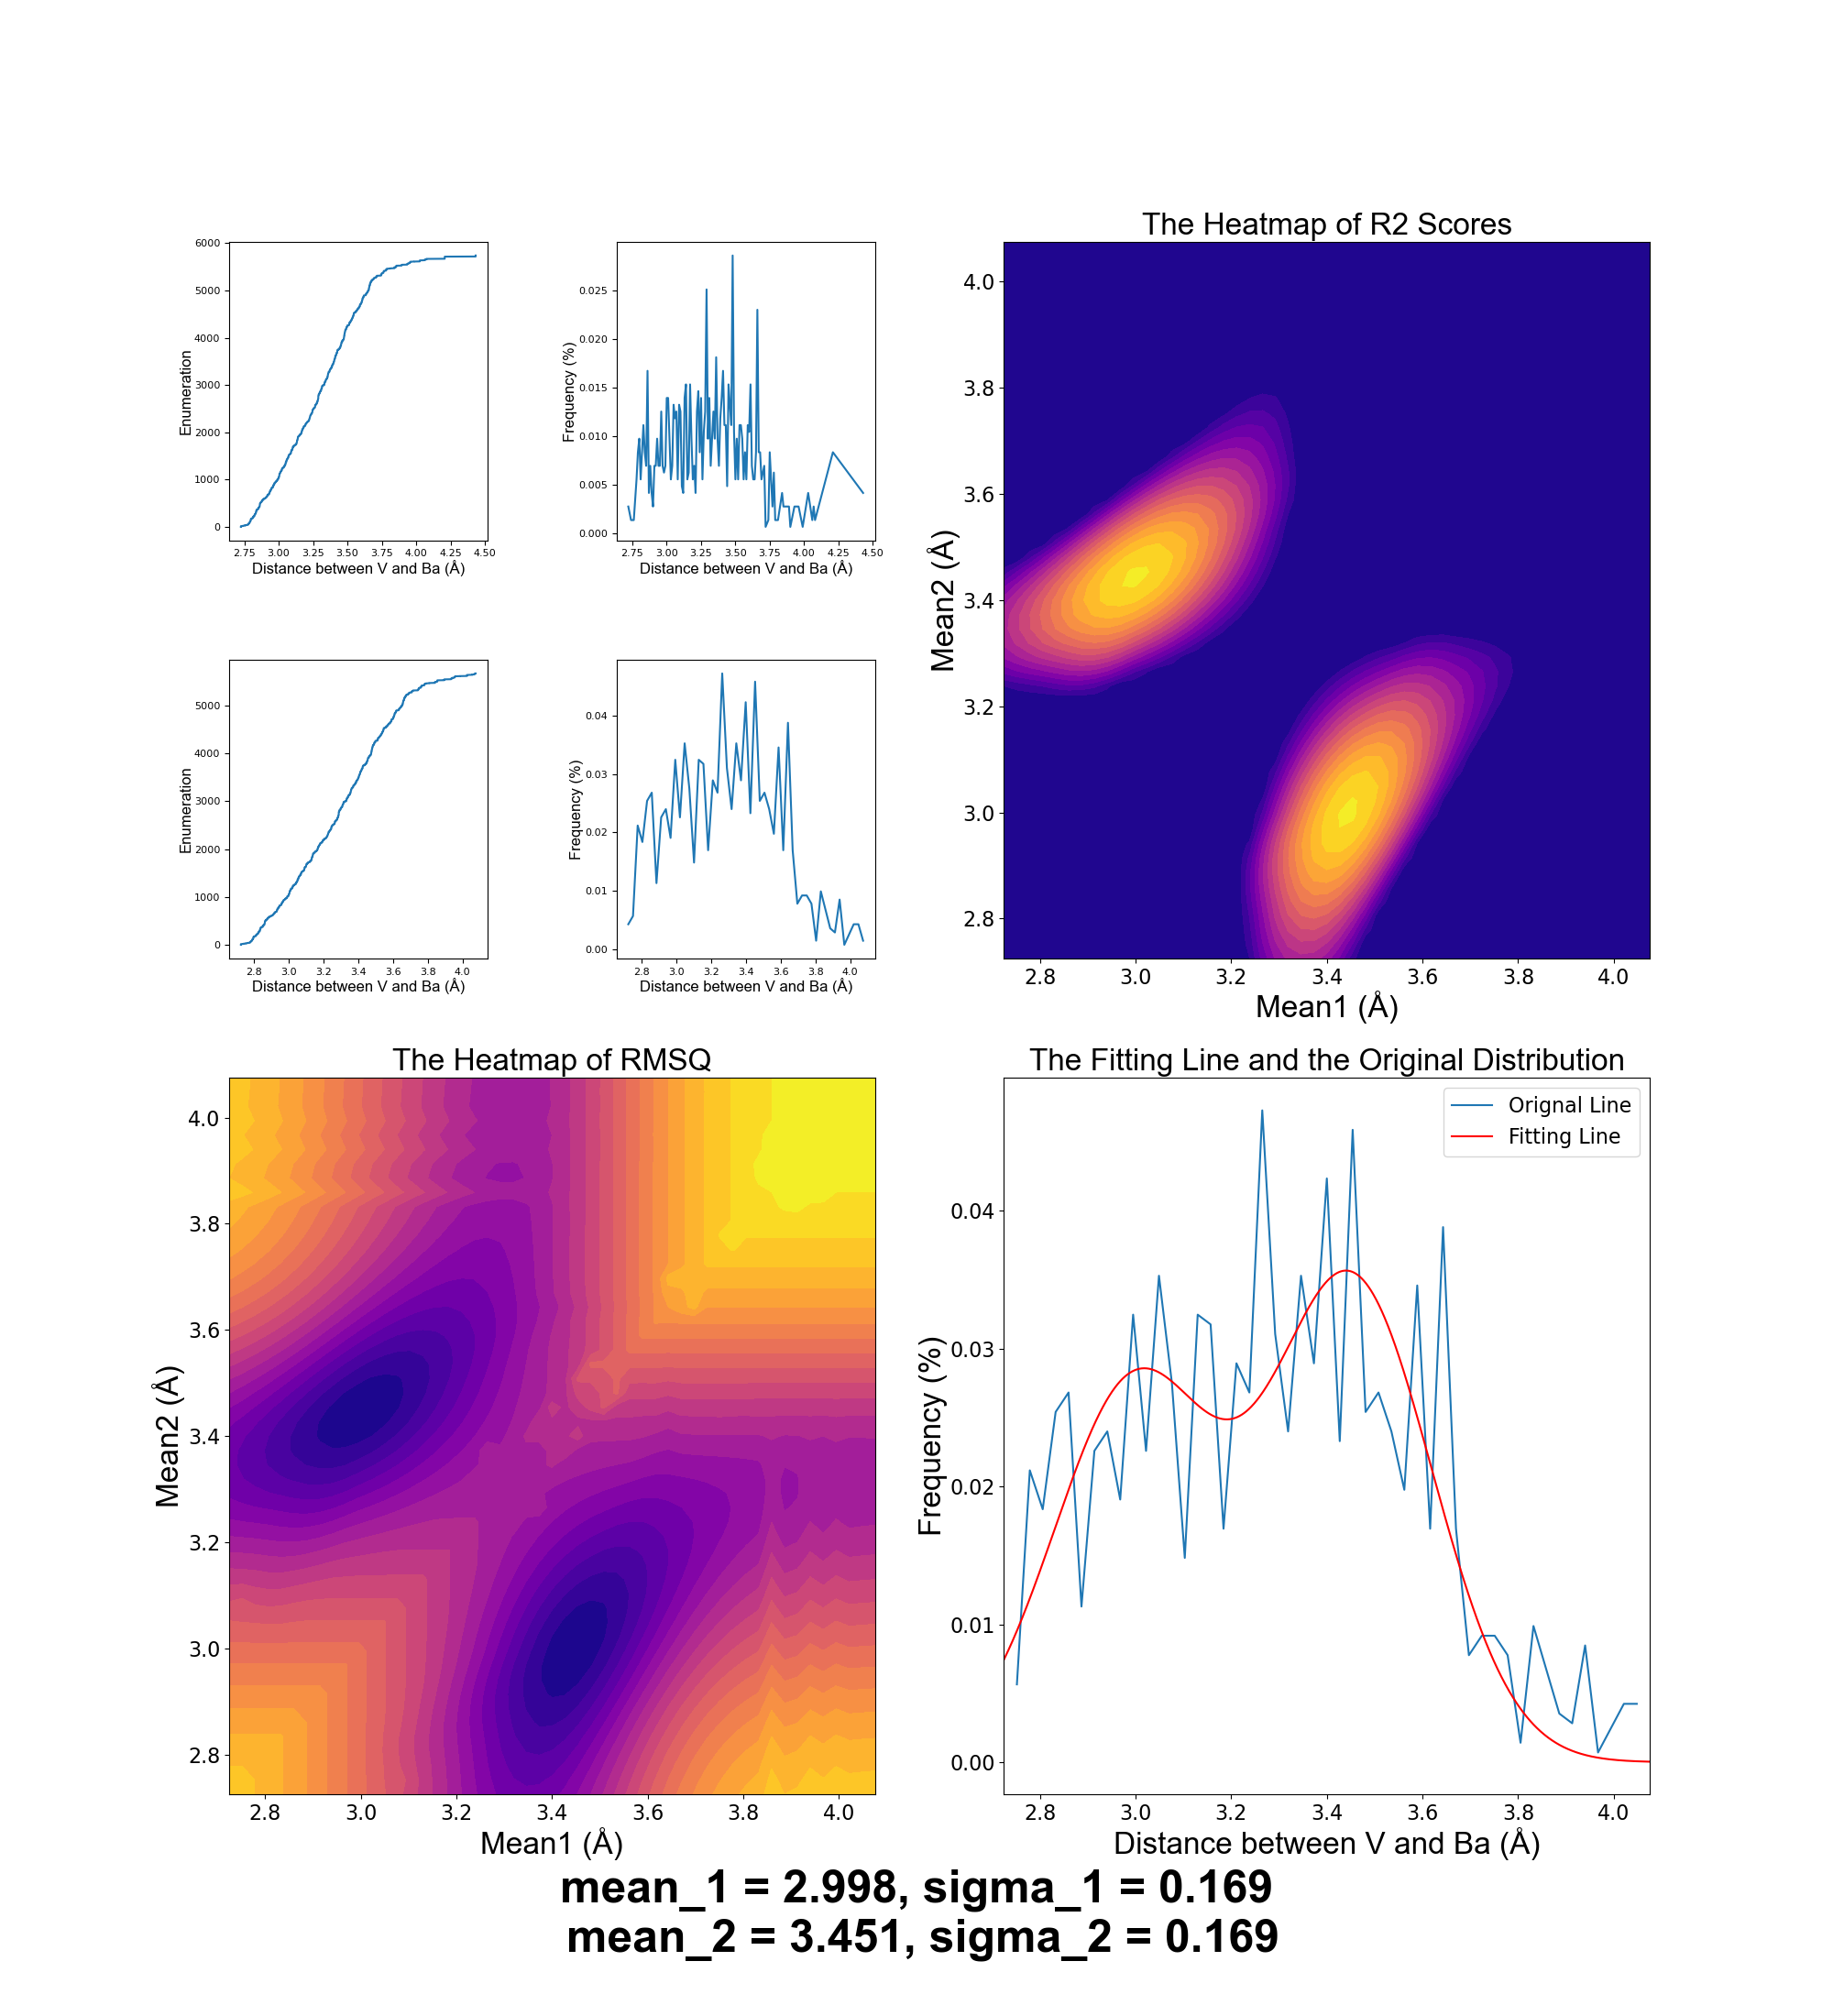 The Heatmap of R2 Scores
6000
5000
4000
3000
2000
1000
0
Enumeration
2.75 3.00 3.25 3.50 3.75 4.00 4.25 4.50
Distance between V and Ba (Å)
0.025
0.020
0.015
0.010
0.005
0.000
Frequency (%)
2.75 3.00 3.25 3.50 3.75 4.00 4.25 4.50
Distance between V and Ba (Å)
4.0
3.8
3.6
3.4
3.2
3.0
2.8
Mean2 (Å)
2.8 3.0 3.2 3.4 3.6 3.8 4.0
Mean1 (Å)
5000
4000
3000
2000
1000
0
Enumeration
2.8 3.0 3.2 3.4 3.6 3.8 4.0
Distance between V and Ba (Å)
0.04
0.03
0.02
0.01
0.00
Frequency (%)
2.8 3.0 3.2 3.4 3.6 3.8 4.0
Distance between V and Ba (Å)
The Heatmap of RMSQ
4.0
3.8
3.6
3.4
3.2
3.0
2.8
Mean2 (Å)
2.8 3.0 3.2 3.4 3.6 3.8 4.0
Mean1 (Å)
The Fitting Line and the Original Distribution
Orignal Line
Fitting Line
0.04
0.03
0.02
0.01
0.00
Frequency (%)
2.8 3.0 3.2 3.4 3.6 3.8 4.0
Distance between V and Ba (Å)
mean_1 = 2.998, sigma_1 = 0.169
mean_2 = 3.451, sigma_2 = 0.169